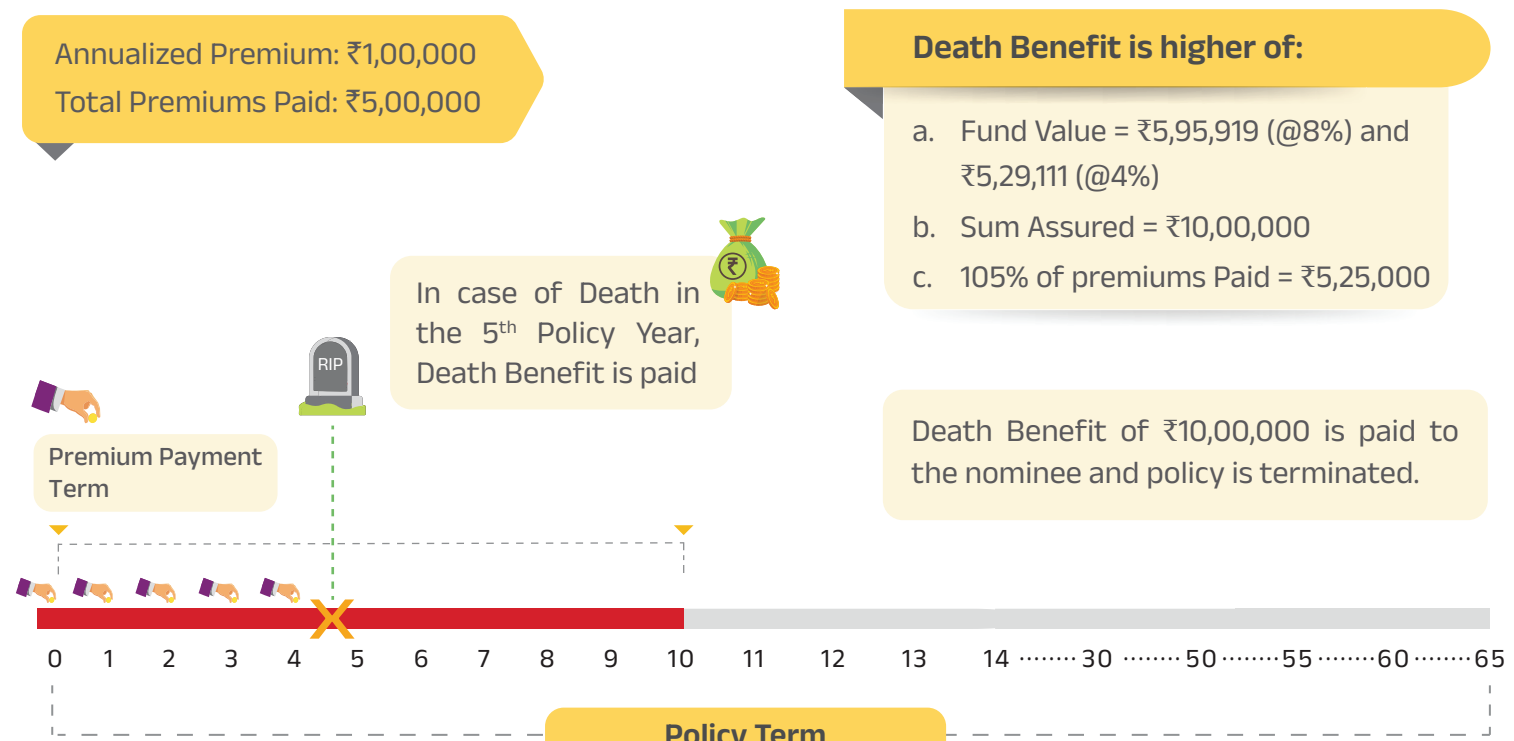 Annualized Premium: ₹1,00,000
Total Premiums Paid: ₹5,00,000
Death Benefit is higher of:
a. Fund Value = ₹5,95,919 (@8%) and
₹5,29,111 (@4%)
b. Sum Assured = ₹10,00,000
c. 105% of premiums Paid = ₹5,25,000
₹
In case of Death in
the 5th Policy Year,
Death Benefit is paid
RIP
Death Benefit of ₹10,00,000 is paid to
the nominee and policy is terminated.
Premium Payment
Term
0 1 2 3 4 5 6 7 8 9 10 11 12 13 14 ........ 30 ........ 50 ........ 55 ........ 60 ........ 65
Policy Term